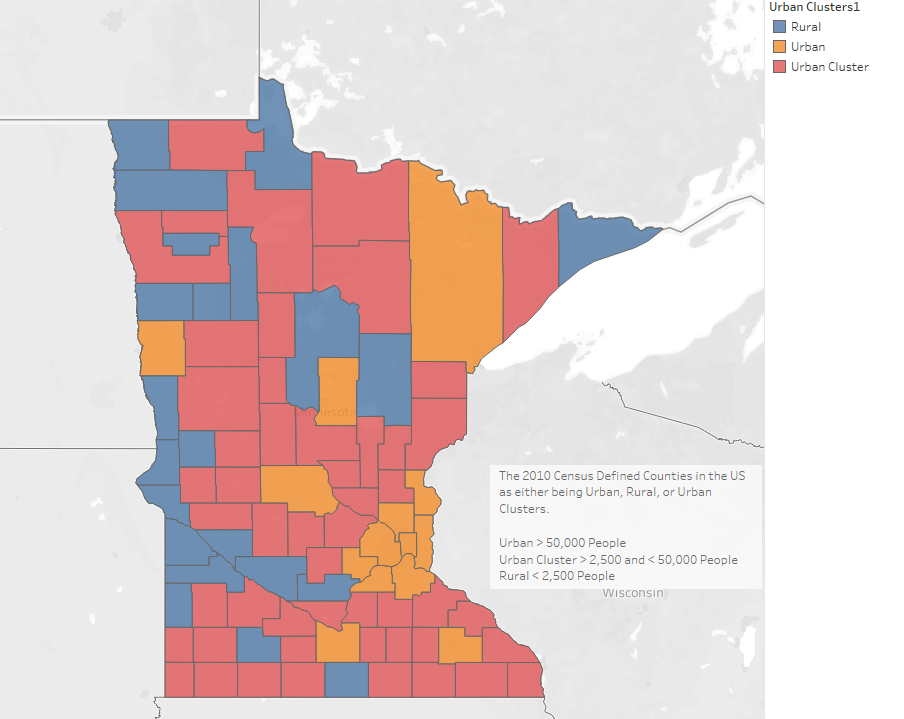 Urban Clusters1
Rural
Urban
Urban Cluster
Minnesota
The 2010 Census Defined Counties in the US
as either being Urban, Rural, or Urban
Clusters.
Urban > 50,000 People
Urban Cluster > 2,500 and < 50,000 People
Rural < 2,500 People
Wisconsin